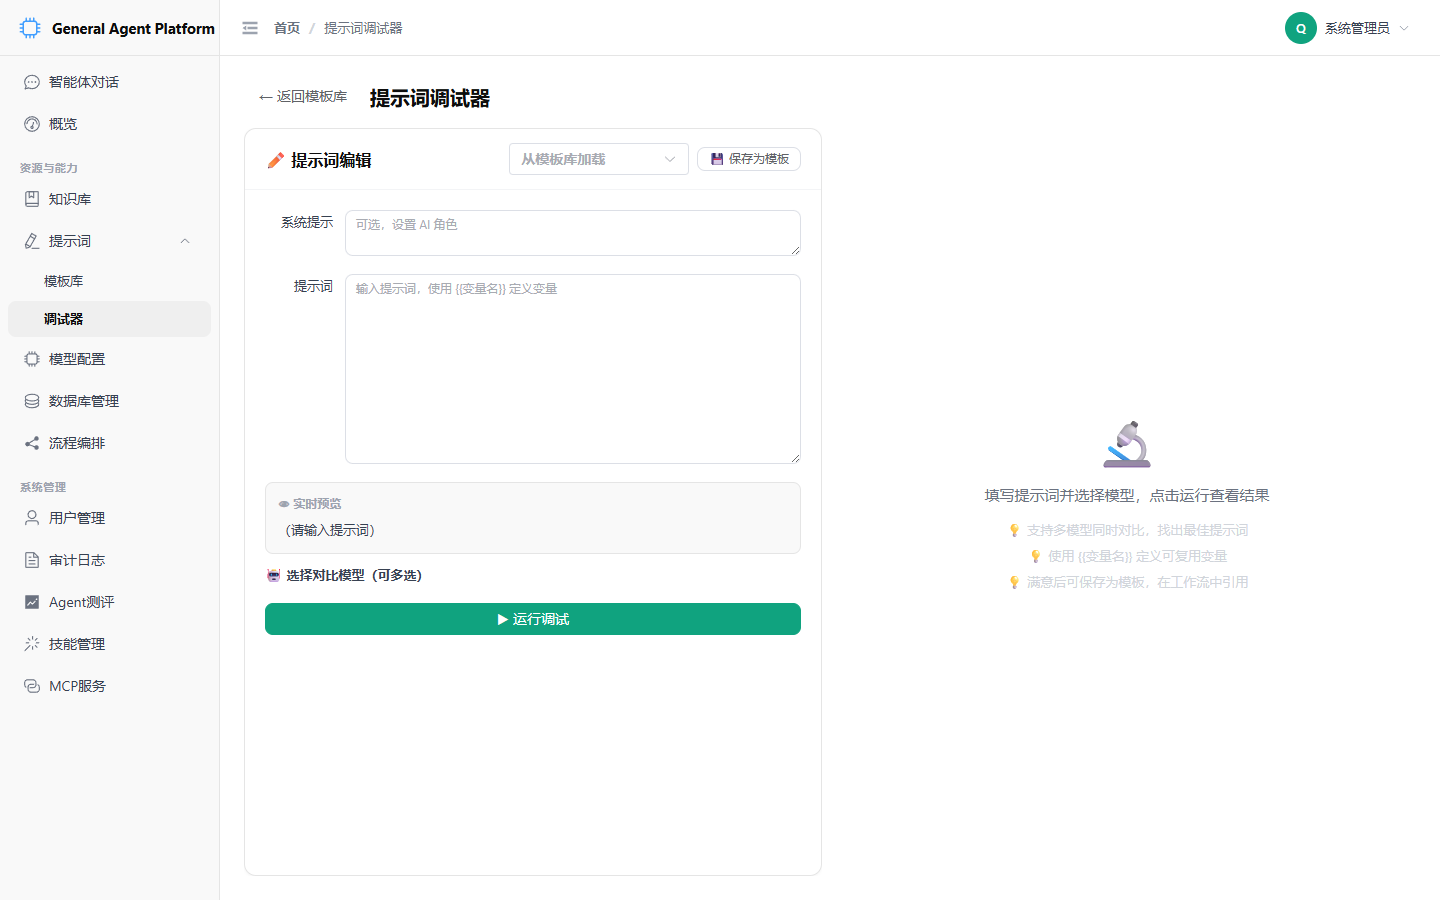 General Agent Platform
首页 / 提示词调试器
Q 系统管理员
智能体对话
概览
资源与能力
知识库
提示词
模板库
调试器
模型配置
数据库管理
流程编排
系统管理
用户管理
审计日志
Agent测评
技能管理
MCP服务
← 返回模板库 提示词调试器
提示词编辑 从模板库加载 保存为模板
系统提示 可选，设置 AI 角色
提示词 输入提示词，使用 {{变量名}} 定义变量
实时预览
（请输入提示词）
选择对比模型（可多选）
▶ 运行调试
填写提示词并选择模型，点击运行查看结果
支持多模型同时对比，找出最佳提示词
使用 {{变量名}} 定义可复用变量
满意后可保存为模板，在工作流中引用